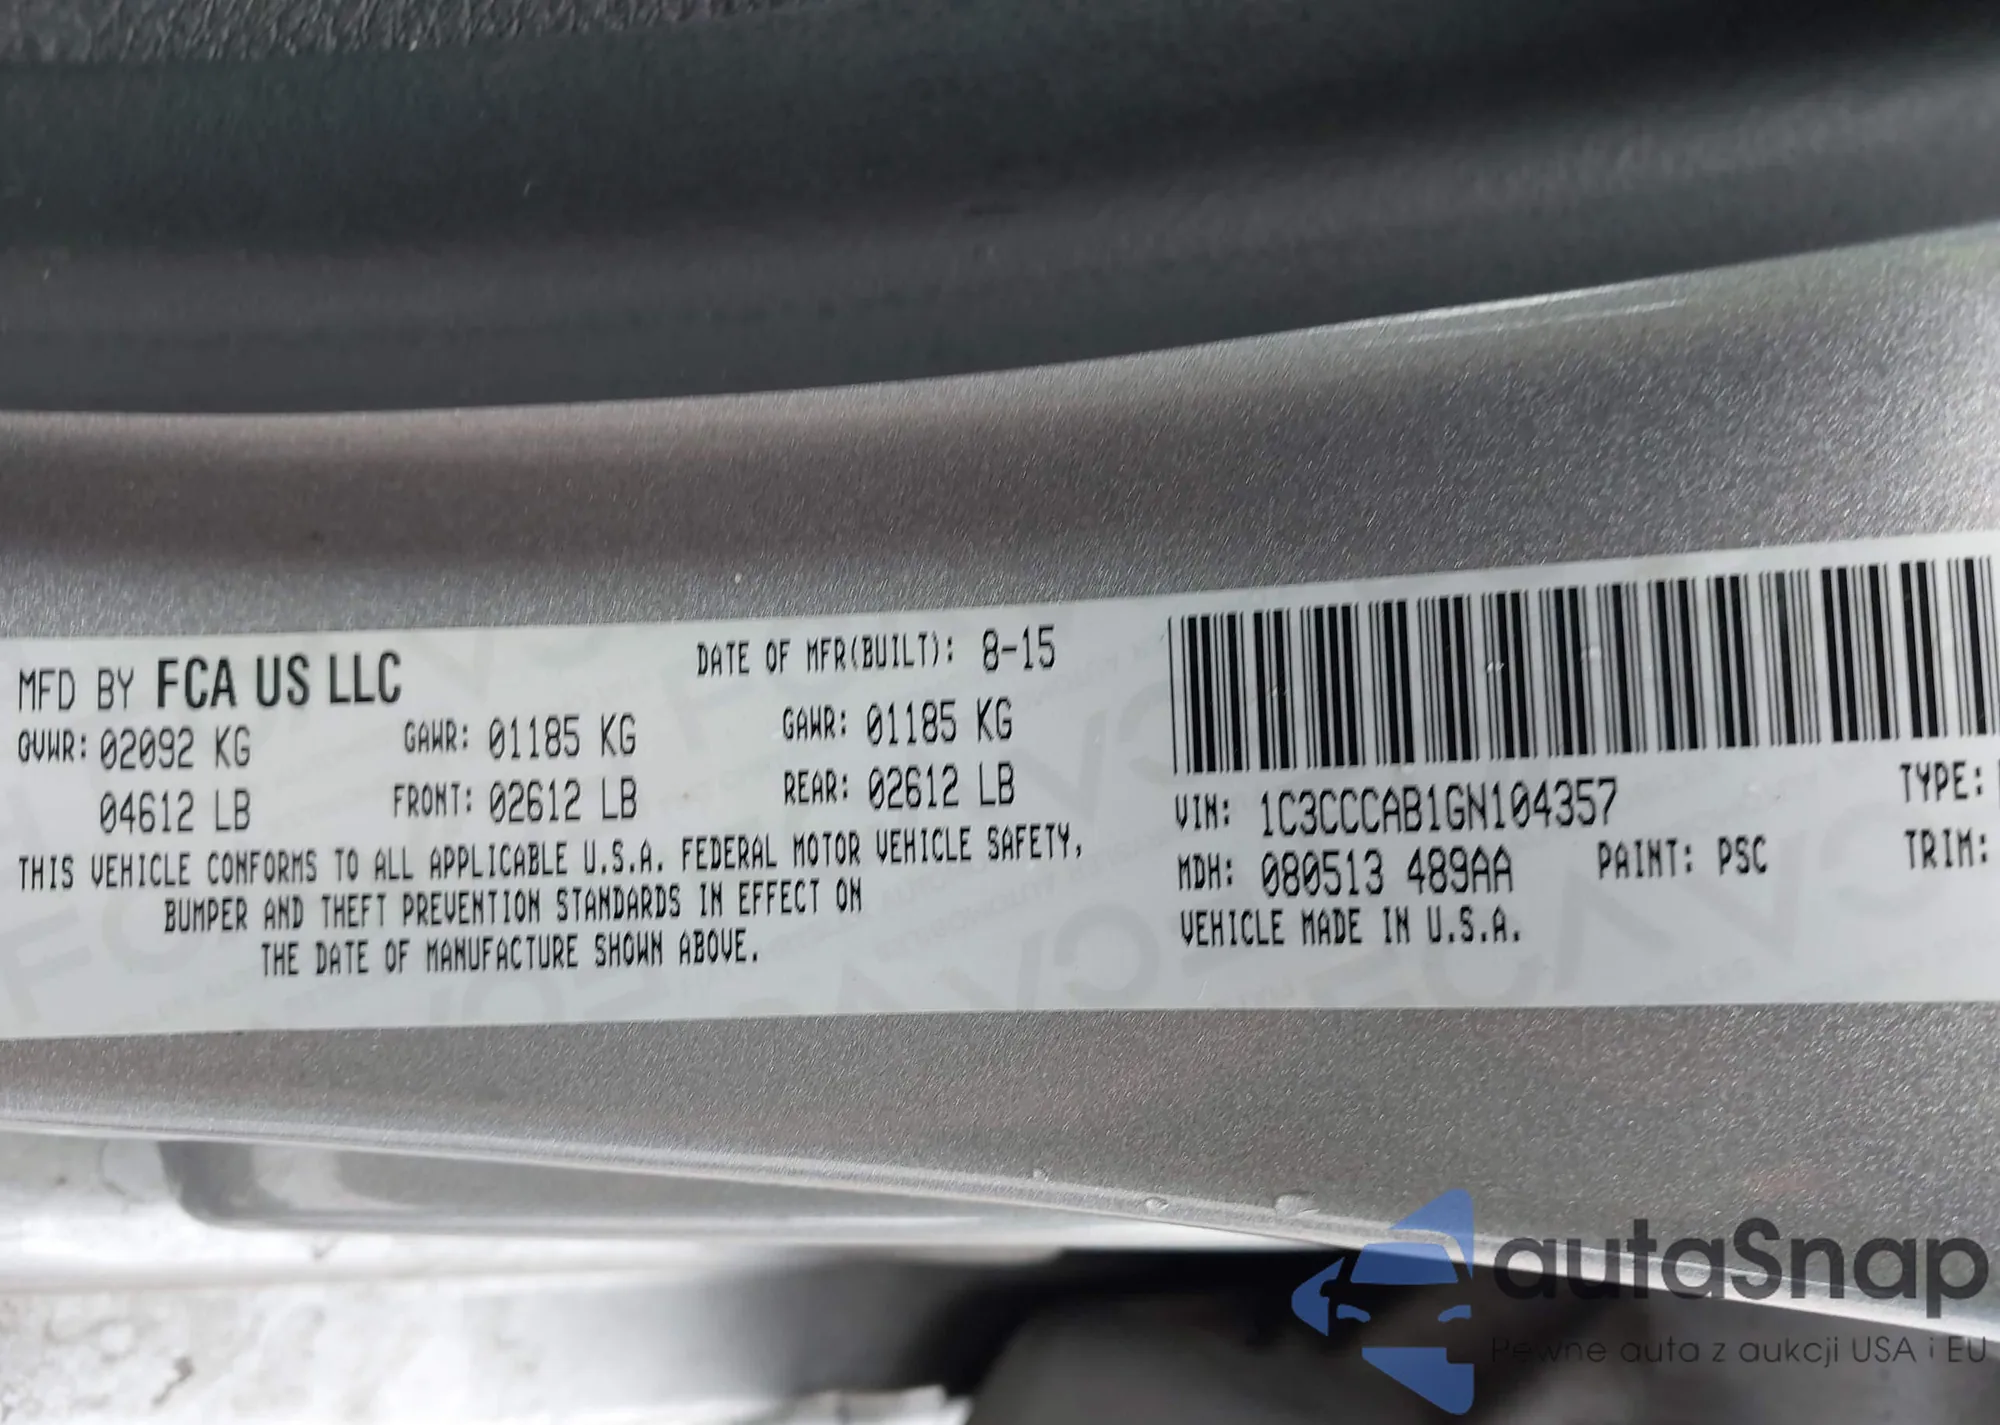 MFD BY FCA US LLC DATE OF MFR(BUILT): 8-15
GVWR: 02092 KG GAWR: 01185 KG GAWR: 01185 KG
04612 LB FRONT: 02612 LB REAR: 02612 LB
THIS VEHICLE CONFORMS TO ALL APPLICABLE U.S.A. FEDERAL MOTOR VEHICLE SAFETY,
BUMPER AND THEFT PREVENTION STANDARDS IN EFFECT ON
THE DATE OF MANUFACTURE SHOWN ABOVE.
VIN: 1C3CCCAB1GN104357 TYPE:
MDH: 080513 489AA PAINT: PSC TRIM:
VEHICLE MADE IN U.S.A.
autaSnap
Pewne auta z aukcji USA i EU